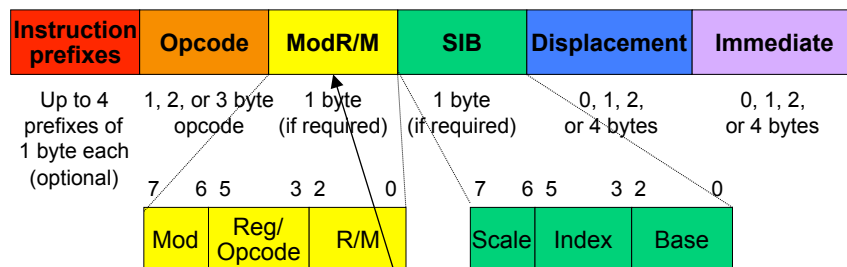 Instruction prefixes
Opcode
ModR/M
SIB
Displacement
Immediate
Up to 4
prefixes of
1 byte each
(optional)
1, 2, or 3 byte
opcode
1 byte
(if required)
1 byte
(if required)
0, 1, 2,
or 4 bytes
0, 1, 2,
or 4 bytes
7 6 5 3 2 0
Mod
Reg/
Opcode
R/M
7 6 5 3 2 0
Scale
Index
Base